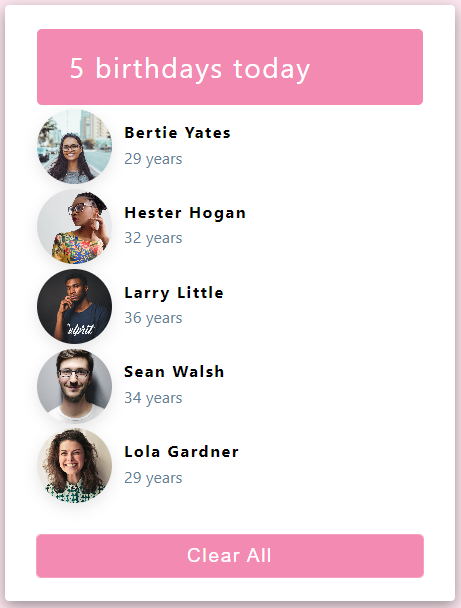 5 birthdays today
Bertie Yates
29 years
Hester Hogan
32 years
Larry Little
36 years
Sean Walsh
34 years
Lola Gardner
29 years
Clear All